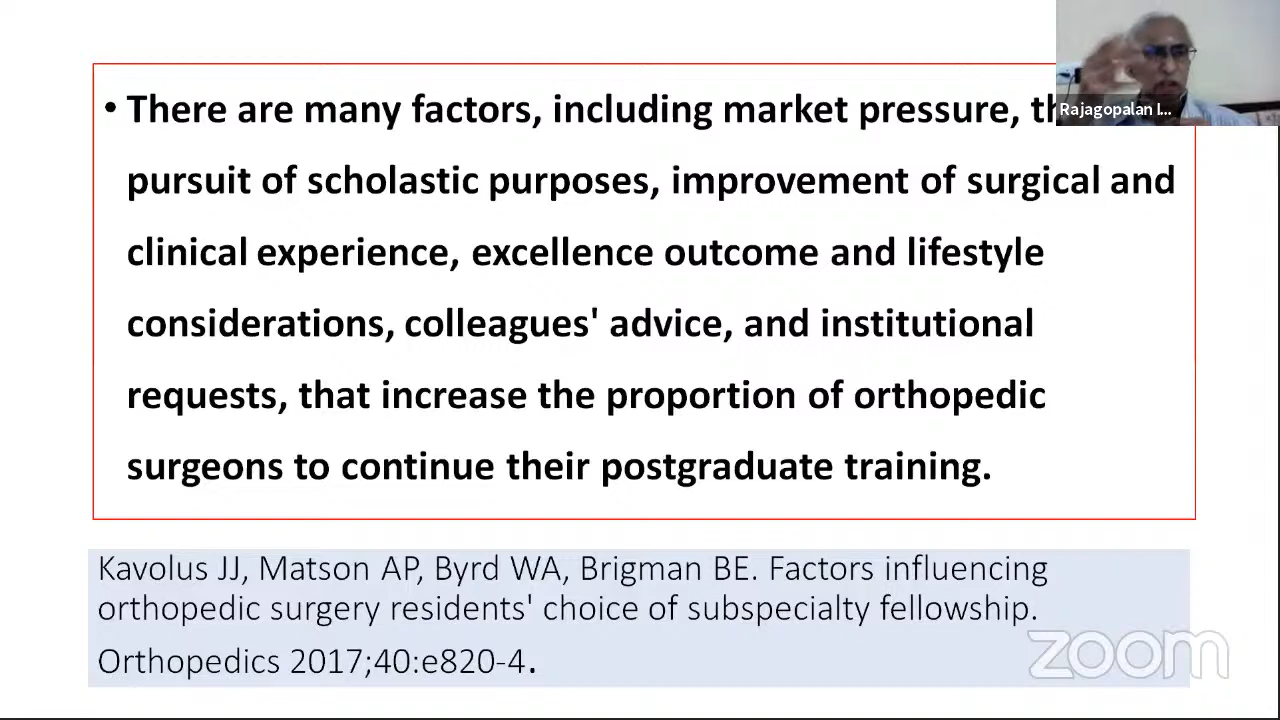 • There are many factors, including market pressure,
pursuit of scholastic purposes, improvement of surgical and
clinical experience, excellence outcome and lifestyle
considerations, colleagues' advice, and institutional
requests, that increase the proportion of orthopedic
surgeons to continue their postgraduate training.
Rajagopalan I...
Kavolus JJ, Matson AP, Byrd WA, Brigman BE. Factors influencing
orthopedic surgery residents' choice of subspecialty fellowship.
Orthopedics 2017;40:e820-4.
zoom